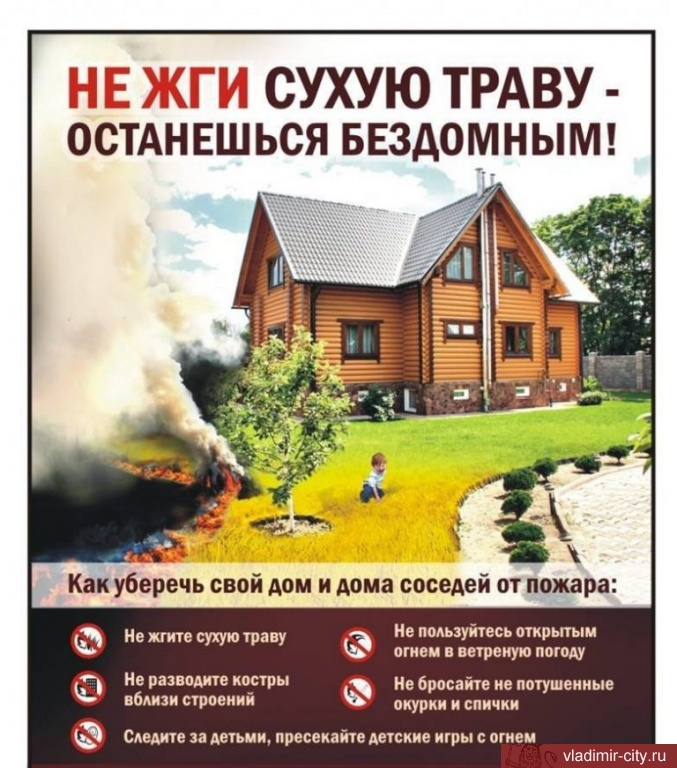 НЕ ЖГИ СУХУЮ ТРАВУ -
ОСТАНЕШЬСЯ БЕЗДОМНЫМ!
Как уберечь свой дом и дома соседей от пожара:
Не жгите сухую траву
Не разводите костры
вблизи строений
Не пользуйтесь открытым
огнем в ветреную погоду
Не бросайте не потушенные
окурки и спички
Следите за детьми, пресекайте детские игры с огнем
vladimir-city.ru